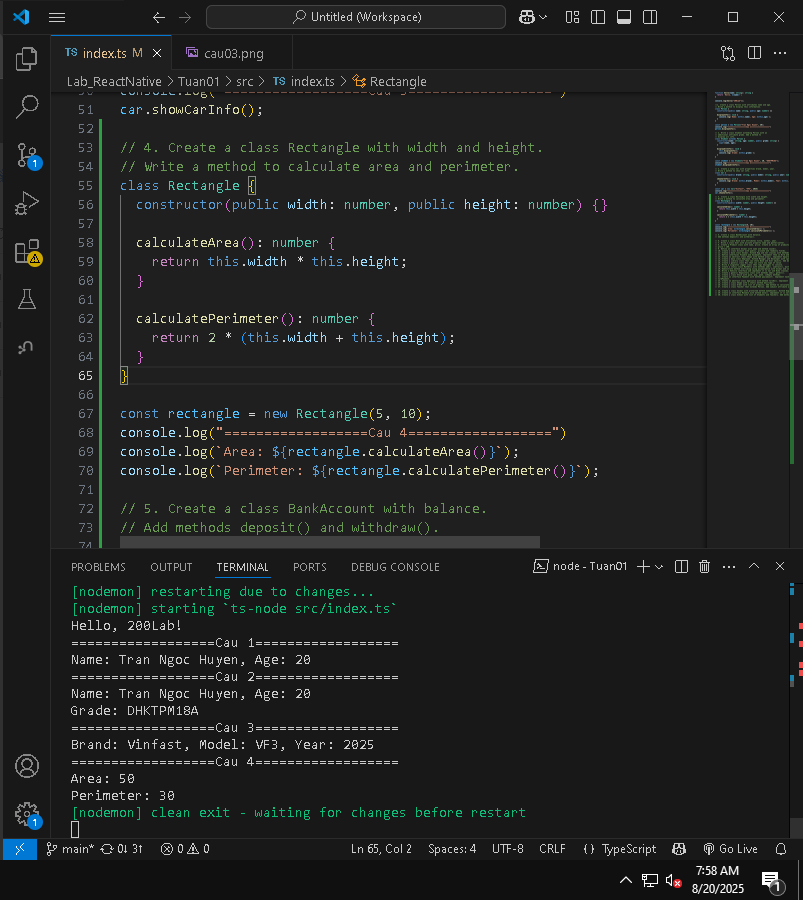 Untitled (Workspace)
TS index.ts M
cau03.png
Lab_ReactNative > Tuan01 > src > TS index.ts > Rectangle
51 car.showCarInfo();
52
53 // 4. Create a class Rectangle with width and height.
54 // Write a method to calculate area and perimeter.
55 class Rectangle {
56 constructor(public width: number, public height: number) {}
57
58 calculateArea(): number {
59 return this.width * this.height;
60 }
61
62 calculatePerimeter(): number {
63 return 2 * (this.width + this.height);
64 }
65 }
66
67 const rectangle = new Rectangle(5, 10);
68 console.log("==================Cau 4==================")
69 console.log(`Area: ${rectangle.calculateArea()}`);
70 console.log(`Perimeter: ${rectangle.calculatePerimeter()}`);
71
72 // 5. Create a class BankAccount with balance.
73 // Add methods deposit() and withdraw().
74
PROBLEMS OUTPUT TERMINAL PORTS DEBUG CONSOLE
node - Tuan01
[nodemon] restarting due to changes...
[nodemon] starting `ts-node src/index.ts`
Hello, 200Lab!
==================Cau 1==================
Name: Tran Ngoc Huyen, Age: 20
==================Cau 2==================
Name: Tran Ngoc Huyen, Age: 20
Grade: DHKTPM18A
==================Cau 3==================
Brand: Vinfast, Model: VF3, Year: 2025
==================Cau 4==================
Area: 50
Perimeter: 30
[nodemon] clean exit - waiting for changes before restart
1
1
main* 0↓ 3↑ 0 0 Ln 65, Col 2 Spaces: 4 UTF-8 CRLF {} TypeScript Go Live
7:58 AM
8/20/2025
1